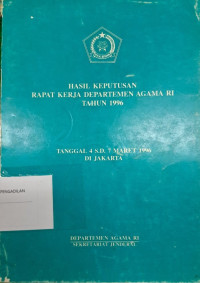 HASIL KEPUTUSAN
RAPAT KERJA DEPARTEMEN AGAMA RI
TAHUN 1996
TANGGAL 4 S.D. 7 MARET 1996
DI JAKARTA
PENGADILAN
DEPARTEMEN AGAMA RI
SEKRETARIAT JENDERAL